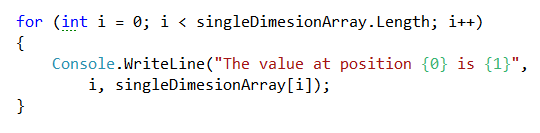 for (int i = 0; i < singleDimesionArray.Length; i++)
{
    Console.WriteLine("The value at position {0} is {1}",
        i, singleDimesionArray[i]);
}